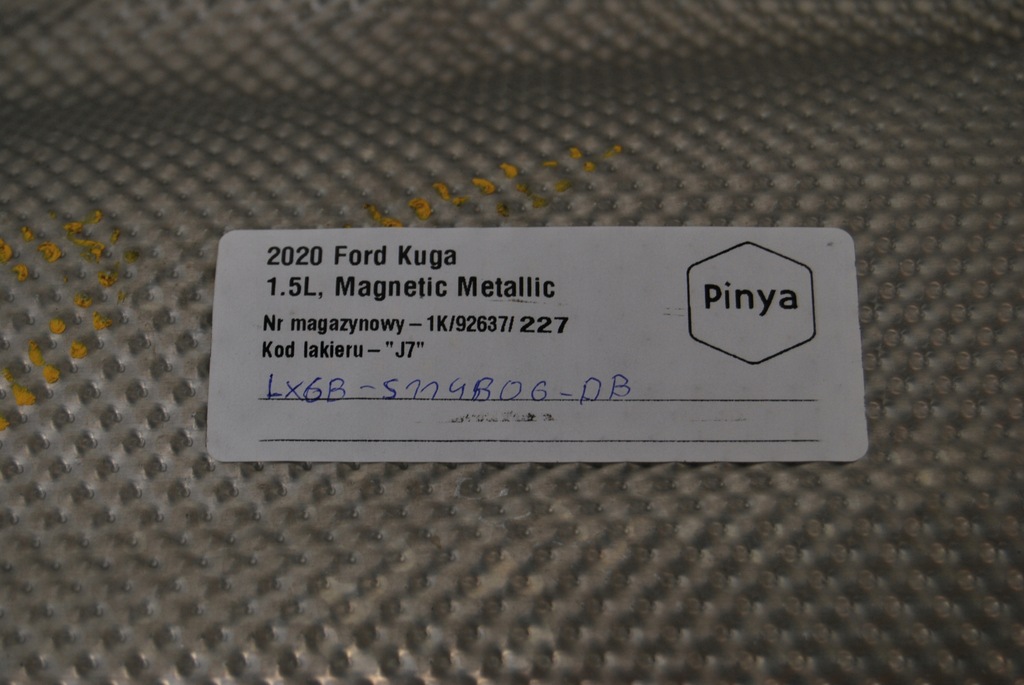 2020 Ford Kuga
1.5L, Magnetic Metallic
Pinya
Nr magazynowy – 1K/92637/ 227
Kod lakieru – "J7"
LX6B-S114B06-DB